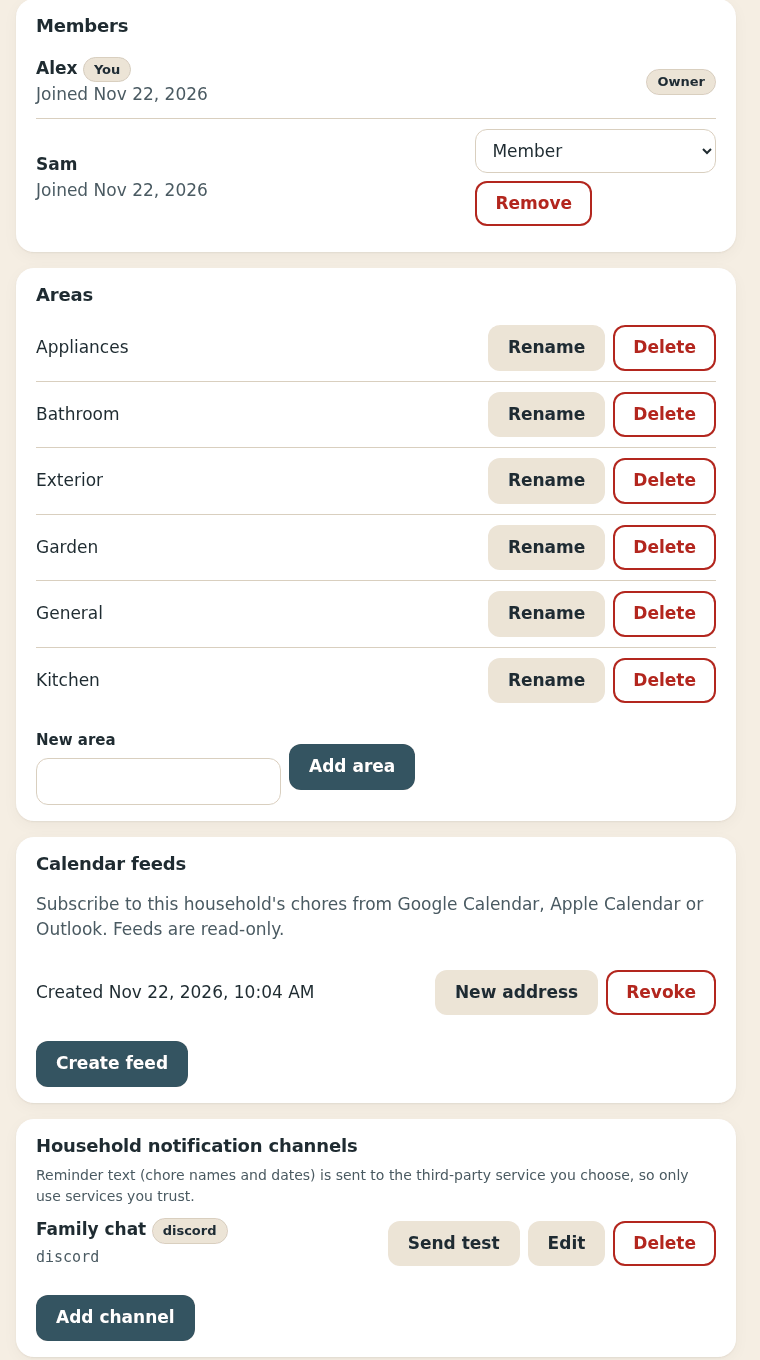 Members
Alex You
Joined Nov 22, 2026
Owner
Sam
Joined Nov 22, 2026
Member
Remove
Areas
Appliances Rename Delete
Bathroom Rename Delete
Exterior Rename Delete
Garden Rename Delete
General Rename Delete
Kitchen Rename Delete
New area
Add area
Calendar feeds
Subscribe to this household's chores from Google Calendar, Apple Calendar or
Outlook. Feeds are read-only.
Created Nov 22, 2026, 10:04 AM New address Revoke
Create feed
Household notification channels
Reminder text (chore names and dates) is sent to the third-party service you choose, so only
use services you trust.
Family chat discord
discord
Send test Edit Delete
Add channel